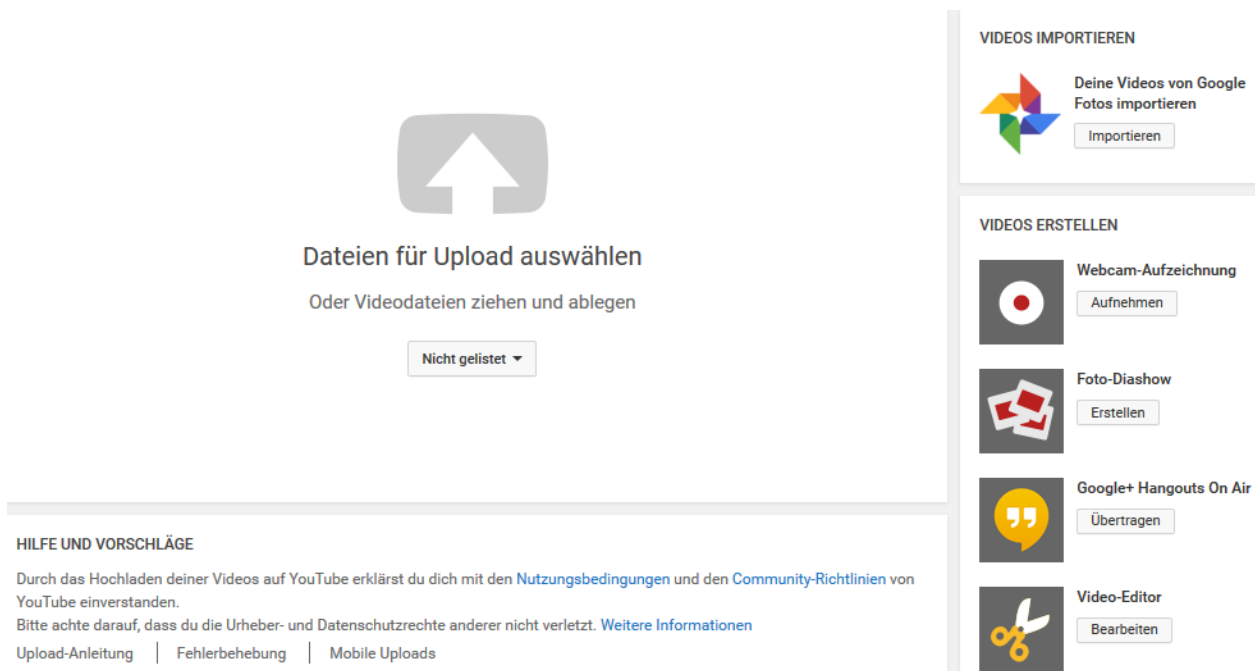 Dateien für Upload auswählen
Oder Videodateien ziehen und ablegen
Nicht gelistet
HILFE UND VORSCHLÄGE
Durch das Hochladen deiner Videos auf YouTube erklärst du dich mit den Nutzungsbedingungen und den Community-Richtlinien von
YouTube einverstanden.
Bitte achte darauf, dass du die Urheber- und Datenschutzrechte anderer nicht verletzt. Weitere Informationen
Upload-Anleitung | Fehlerbehebung | Mobile Uploads
VIDEOS IMPORTIEREN
Deine Videos von Google
Fotos importieren
Importieren
VIDEOS ERSTELLEN
Webcam-Aufzeichnung
Aufnehmen
Foto-Diashow
Erstellen
Google+ Hangouts On Air
Übertragen
Video-Editor
Bearbeiten